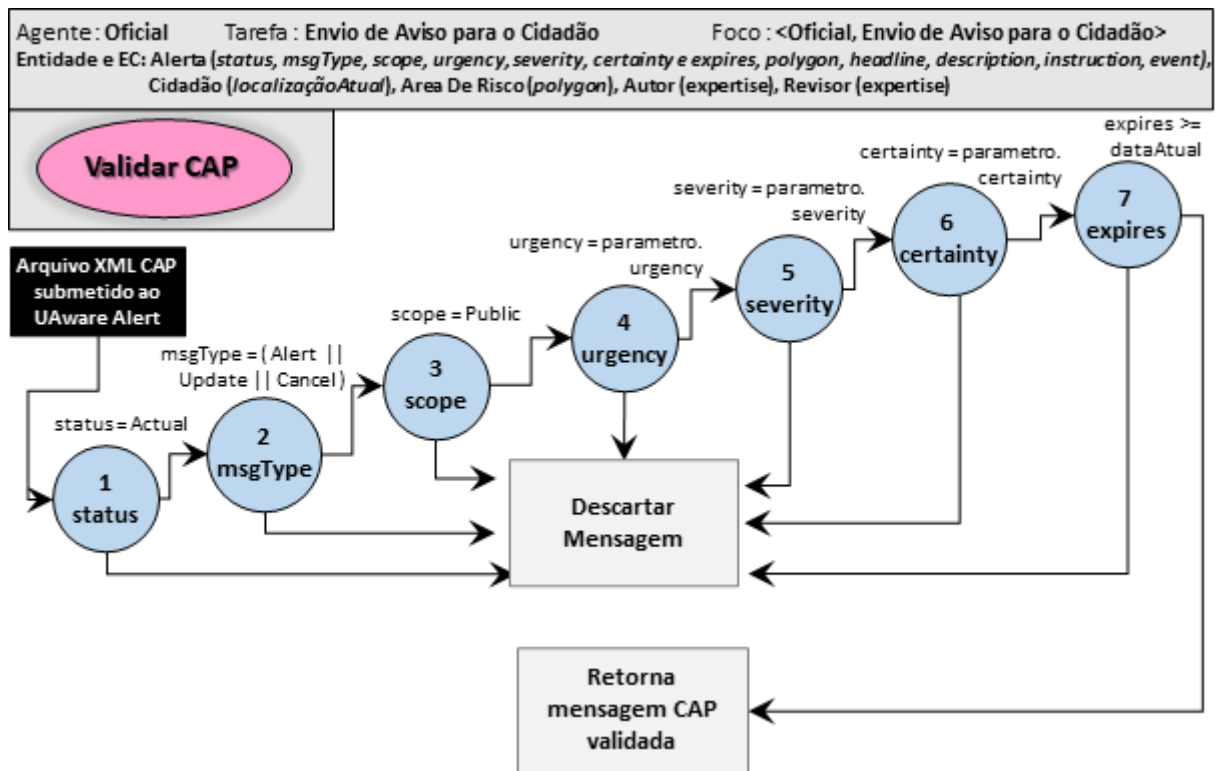 Agente : Oficial Tarefa : Envio de Aviso para o Cidadão Foco : <Oficial, Envio de Aviso para o Cidadão>
Entidade e EC: Alerta (status, msgType, scope, urgency, severity, certainty e expires, polygon, headline, description, instruction, event),
Cidadão (localizaçãoAtual), Area De Risco (polygon), Autor (expertise), Revisor (expertise)
Validar CAP
Arquivo XML CAP
submetido ao
UAware Alert
status = Actual
1
status
msgType = ( Alert ||
Update || Cancel )
2
msgType
scope = Public
3
scope
urgency = parametro.
urgency
4
urgency
severity = parametro.
severity
5
severity
certainty = parametro.
certainty
6
certainty
expires >=
dataAtual
7
expires
Descartar
Mensagem
Retorna
mensagem CAP
validada